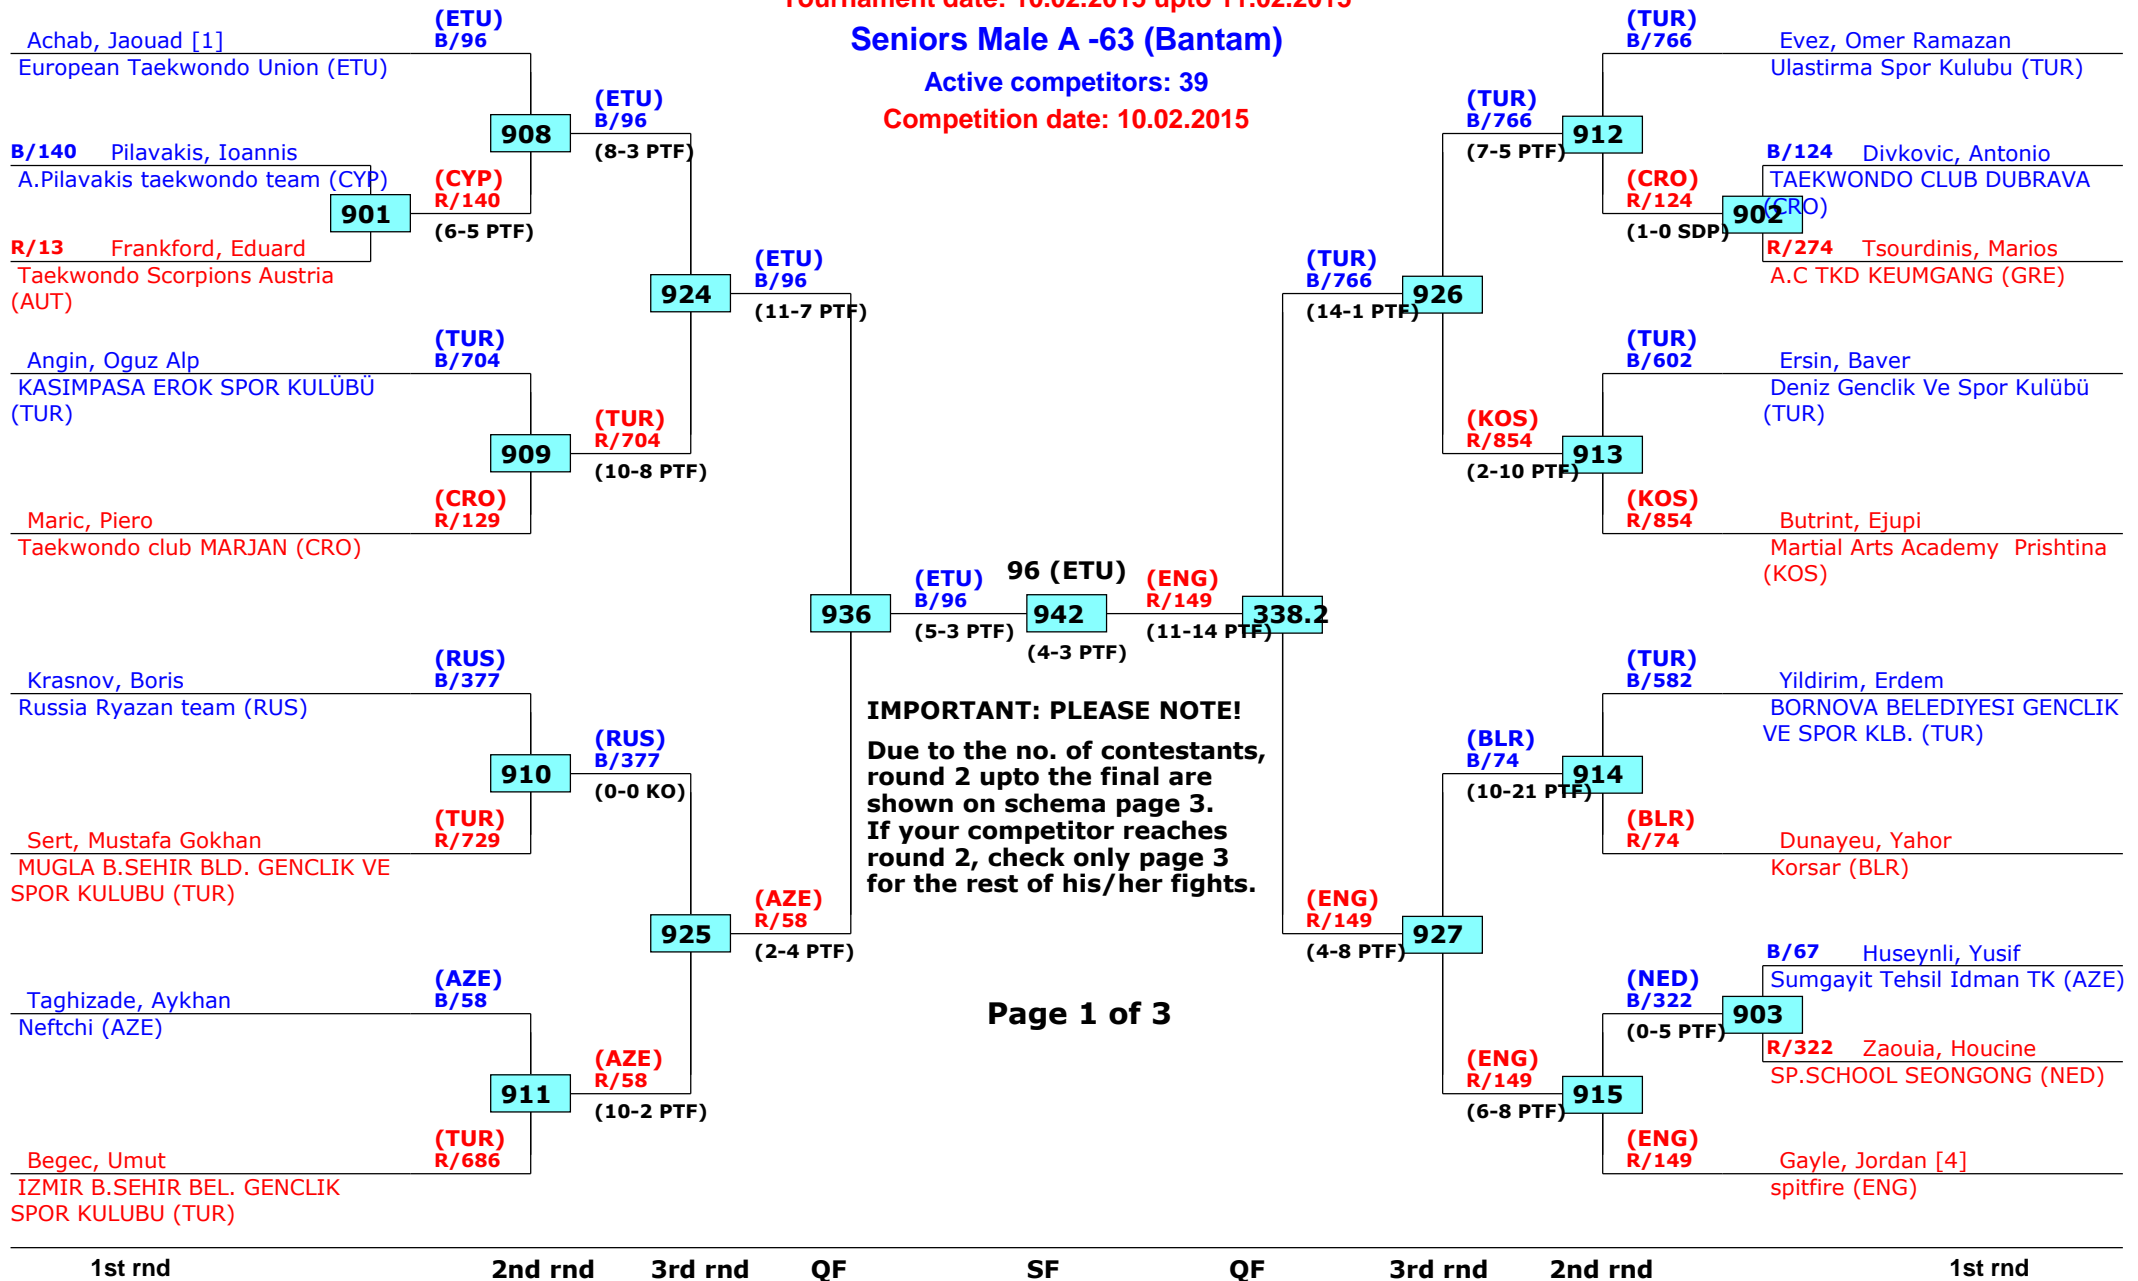 Tournament date: 10.02.2015 upto 11.02.2015
Seniors Male A -63 (Bantam)
Active competitors: 39
Competition date: 10.02.2015
Achab, Jaouad [1]
European Taekwondo Union (ETU)
(ETU)
B/96
B/140 Pilavakis, Ioannis
A.Pilavakis taekwondo team (CYP)
901
R/13 Frankford, Eduard
Taekwondo Scorpions Austria
(AUT)
(CYP)
R/140
(6-5 PTF)
908
(ETU)
B/96
(8-3 PTF)
Angin, Oguz Alp
KASIMPASA EROK SPOR KULÜBÜ
(TUR)
(TUR)
B/704
909
(TUR)
R/704
(10-8 PTF)
Maric, Piero
Taekwondo club MARJAN (CRO)
(CRO)
R/129
924
(ETU)
B/96
(11-7 PTF)
Krasnov, Boris
Russia Ryazan team (RUS)
(RUS)
B/377
910
(RUS)
B/377
(0-0 KO)
Sert, Mustafa Gokhan
MUGLA B.SEHIR BLD. GENCLIK VE
SPOR KULUBU (TUR)
(TUR)
R/729
925
(AZE)
R/58
(2-4 PTF)
Taghizade, Aykhan
Neftchi (AZE)
(AZE)
B/58
911
(AZE)
R/58
(10-2 PTF)
Begec, Umut
IZMIR B.SEHIR BEL. GENCLIK
SPOR KULUBU (TUR)
(TUR)
R/686
936
(ETU)
B/96
(5-3 PTF)
96 (ETU)
942
(4-3 PTF)
(ENG)
R/149
(11-14 PTF)
338.2
IMPORTANT: PLEASE NOTE!
Due to the no. of contestants,
round 2 upto the final are
shown on schema page 3.
If your competitor reaches
round 2, check only page 3
for the rest of his/her fights.
Page 1 of 3
(TUR)
B/766
Evez, Omer Ramazan
Ulastirma Spor Kulubu (TUR)
(TUR)
B/766
(7-5 PTF)
912
B/124 Divkovic, Antonio
TAEKWONDO CLUB DUBRAVA
(CRO)
(CRO)
R/124
(1-0 SDP)
902
R/274 Tsourdinis, Marios
A.C TKD KEUMGANG (GRE)
(TUR)
B/766
(14-1 PTF)
926
(TUR)
B/602
Ersin, Baver
Deniz Genclik Ve Spor Kulübü
(TUR)
(KOS)
R/854
(2-10 PTF)
913
(KOS)
R/854
Butrint, Ejupi
Martial Arts Academy  Prishtina
(KOS)
(TUR)
B/582
Yildirim, Erdem
BORNOVA BELEDIYESI GENCLIK
VE SPOR KLB. (TUR)
(BLR)
B/74
(10-21 PTF)
914
(BLR)
R/74
Dunayeu, Yahor
Korsar (BLR)
(ENG)
R/149
(4-8 PTF)
927
B/67 Huseynli, Yusif
Sumgayit Tehsil Idman TK (AZE)
(NED)
B/322
(0-5 PTF)
903
R/322 Zaouia, Houcine
SP.SCHOOL SEONGONG (NED)
(ENG)
R/149
(6-8 PTF)
915
(ENG)
R/149
Gayle, Jordan [4]
spitfire (ENG)
1st rnd 2nd rnd 3rd rnd QF SF QF 3rd rnd 2nd rnd 1st rnd